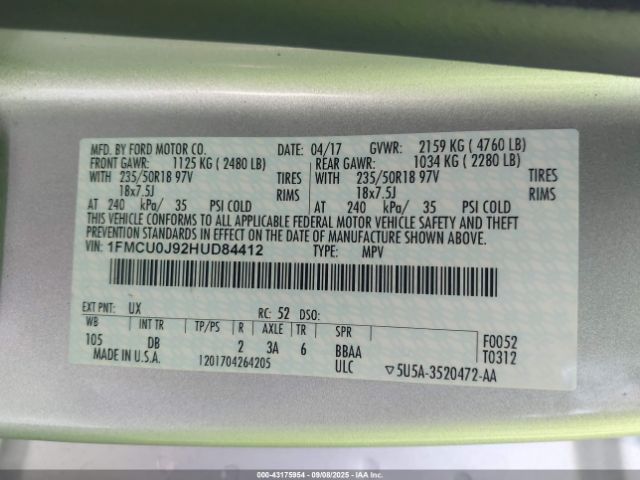 MFD. BY FORD MOTOR CO. DATE: 04/17 GVWR: 2159 KG ( 4760 LB)
FRONT GAWR: 1125 KG ( 2480 LB) REAR GAWR: 1034 KG ( 2280 LB)
WITH 235/50R18 97V TIRES WITH 235/50R18 97V TIRES
18x7.5J RIMS 18x7.5J RIMS
AT 240 kPa/ 35 PSI COLD AT 240 kPa/ 35 PSI COLD
THIS VEHICLE CONFORMS TO ALL APPLICABLE FEDERAL MOTOR VEHICLE SAFETY AND THEFT
PREVENTION STANDARDS IN EFFECT ON THE DATE OF MANUFACTURE SHOWN ABOVE.
VIN: 1FMCU0J92HUD84412 TYPE: MPV
EXT PNT: UX RC: 52 DSO:
WB INT TR TP/PS R AXLE TR SPR F0052
105 DB 2 3A 6 BBAA T0312
MADE IN U.S.A. 1201704264205 ULC ▽5U5A-3520472-AA
000-43175954 - 09/08/2025 - IAAI.COM